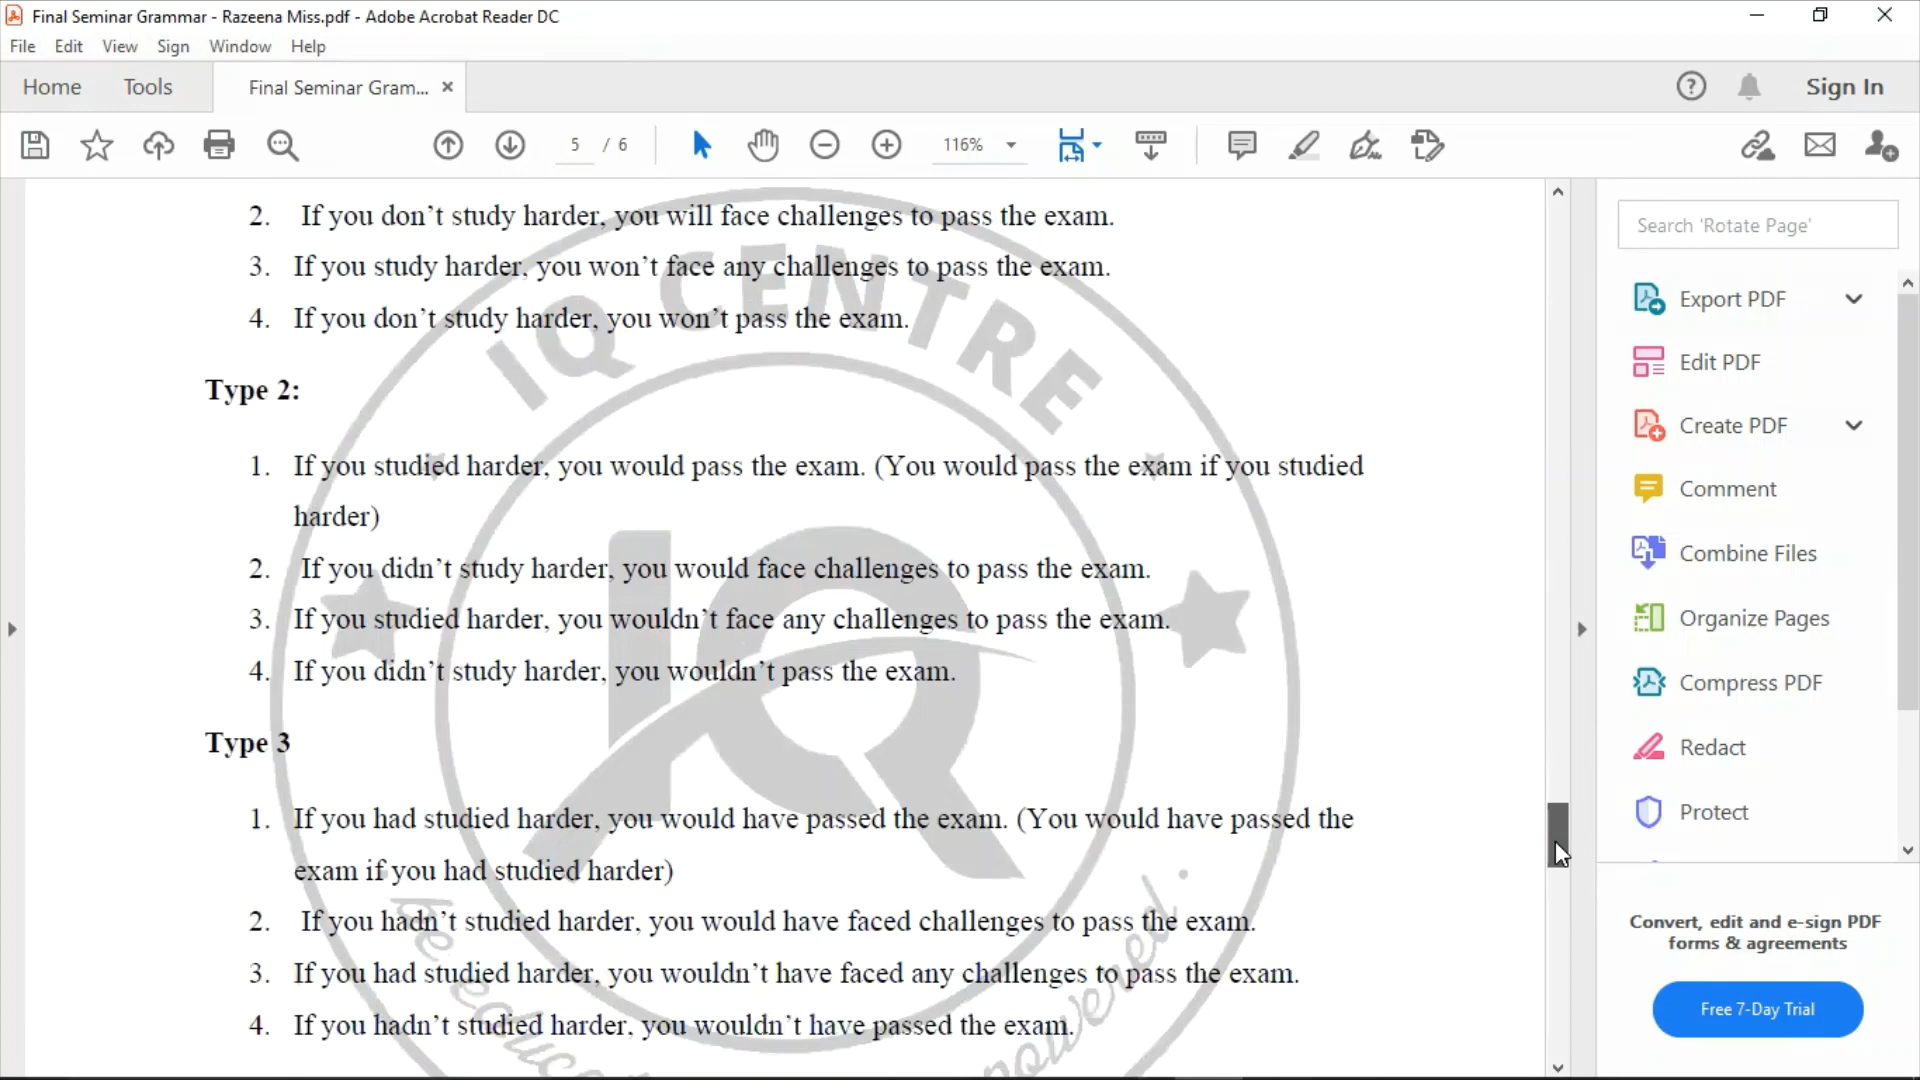 Final Seminar Grammar - Razeena Miss.pdf - Adobe Acrobat Reader DC
File Edit View Sign Window Help
Home Tools Final Seminar Gram... × Sign In
5 / 6 116%
2. If you don't study harder, you will face challenges to pass the exam.
3. If you study harder, you won't face any challenges to pass the exam.
4. If you don't study harder, you won't pass the exam.
Type 2:
1. If you studied harder, you would pass the exam. (You would pass the exam if you studied
harder)
2. If you didn't study harder, you would face challenges to pass the exam.
3. If you studied harder, you wouldn't face any challenges to pass the exam.
4. If you didn't study harder, you wouldn't pass the exam.
Type 3
1. If you had studied harder, you would have passed the exam. (You would have passed the
exam if you had studied harder)
2. If you hadn't studied harder, you would have faced challenges to pass the exam.
3. If you had studied harder, you wouldn't have faced any challenges to pass the exam.
4. If you hadn't studied harder, you wouldn't have passed the exam.
IQ CENTRE
IQ
Search 'Rotate Page'
Export PDF
Edit PDF
Create PDF
Comment
Combine Files
Organize Pages
Compress PDF
Redact
Protect
Convert, edit and e-sign PDF
forms & agreements
Free 7-Day Trial